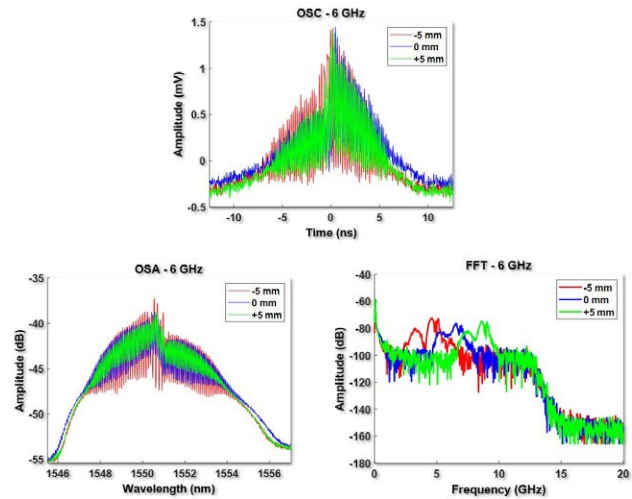 OSC - 6 GHz
1.5
1
0.5
0
Amplitude (mV)
-5 mm
0 mm
+5 mm
-10 -5 0 5 10
Time (ns)
OSA - 6 GHz
-35
-40
-45
-50
-55
Amplitude (dB)
-5 mm
0 mm
+5 mm
1546 1548 1550 1552 1554 1556
Wavelength (nm)
FFT - 6 GHz
-40
-60
-80
-100
-120
-140
-160
-180
Amplitude (dB)
-5 mm
0 mm
+5 mm
0 5 10 15 20
Frequency (GHz)